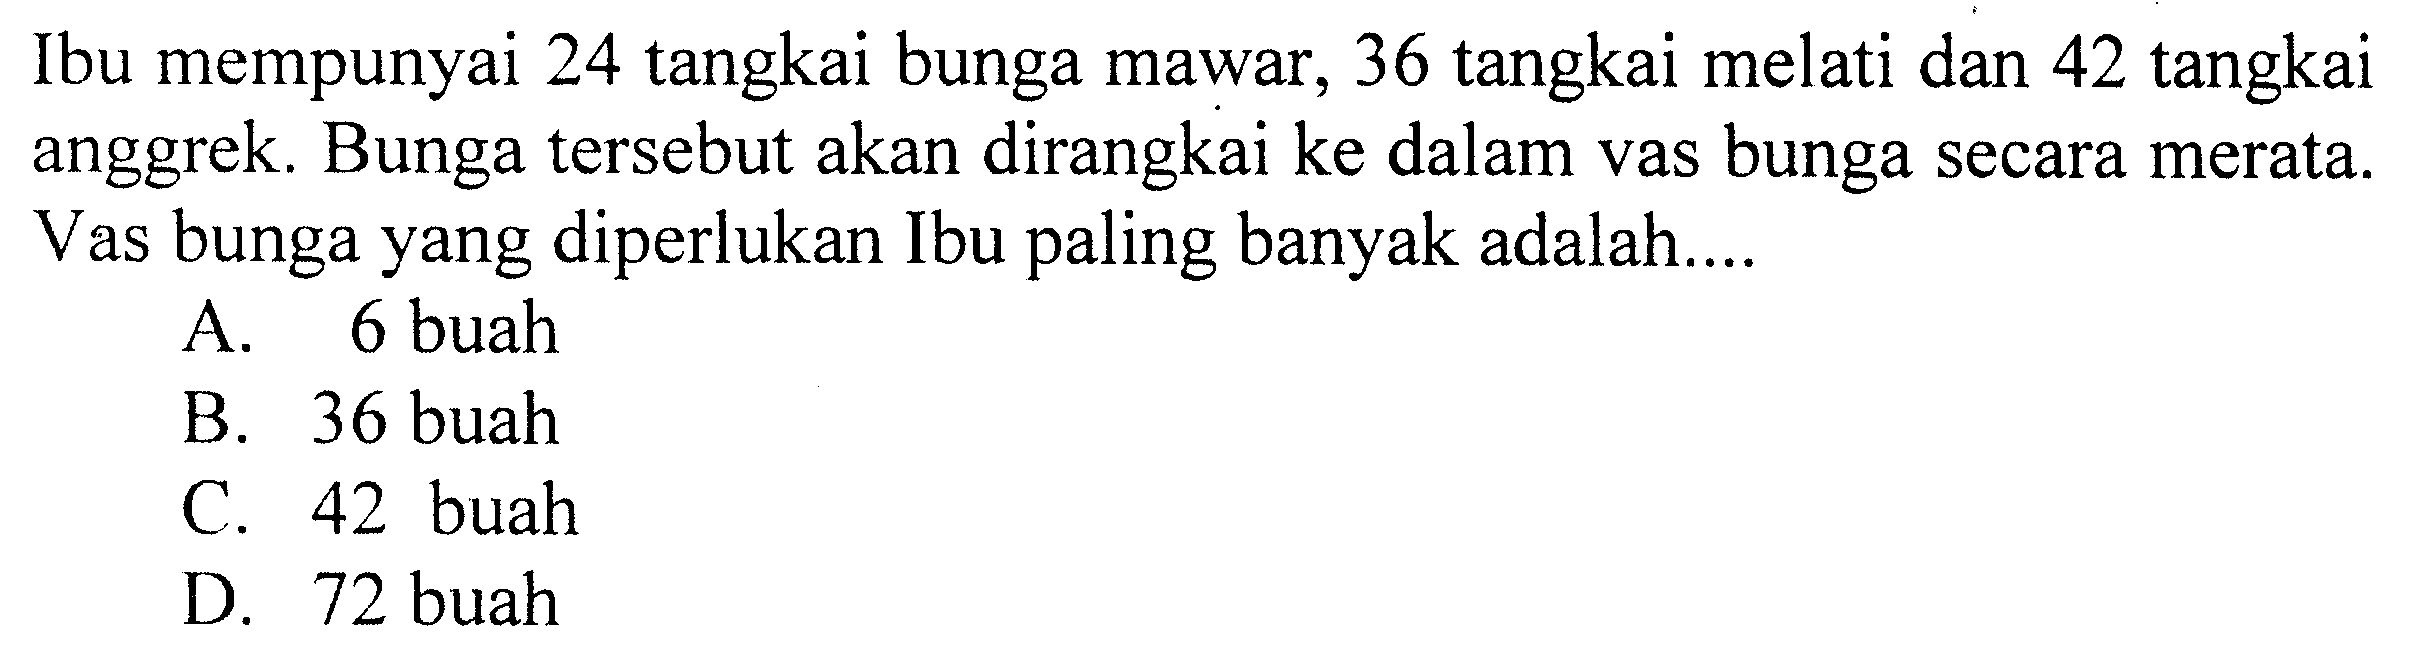 Ibu mempunyai 24 tangkai bunga mawar, 36 tangkai melati dan 42 tangkai
anggrek. Bunga tersebut akan dirangkai ke dalam vas bunga secara merata.
Vas bunga yang diperlukan Ibu paling banyak adalah....
A. 6 buah
B. 36 buah
C. 42 buah
D. 72 buah